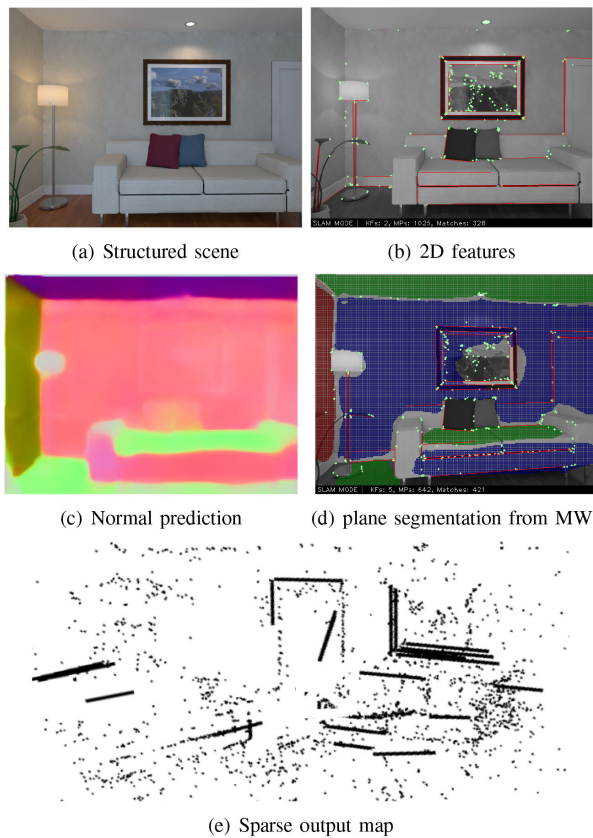 (a) Structured scene
(b) 2D features
SLAM MODE | KFs: 2, MPs: 1025, Matches: 328
(c) Normal prediction
(d) plane segmentation from MW
SLAM MODE | KFs: 5, MPs: 642, Matches: 421
(e) Sparse output map